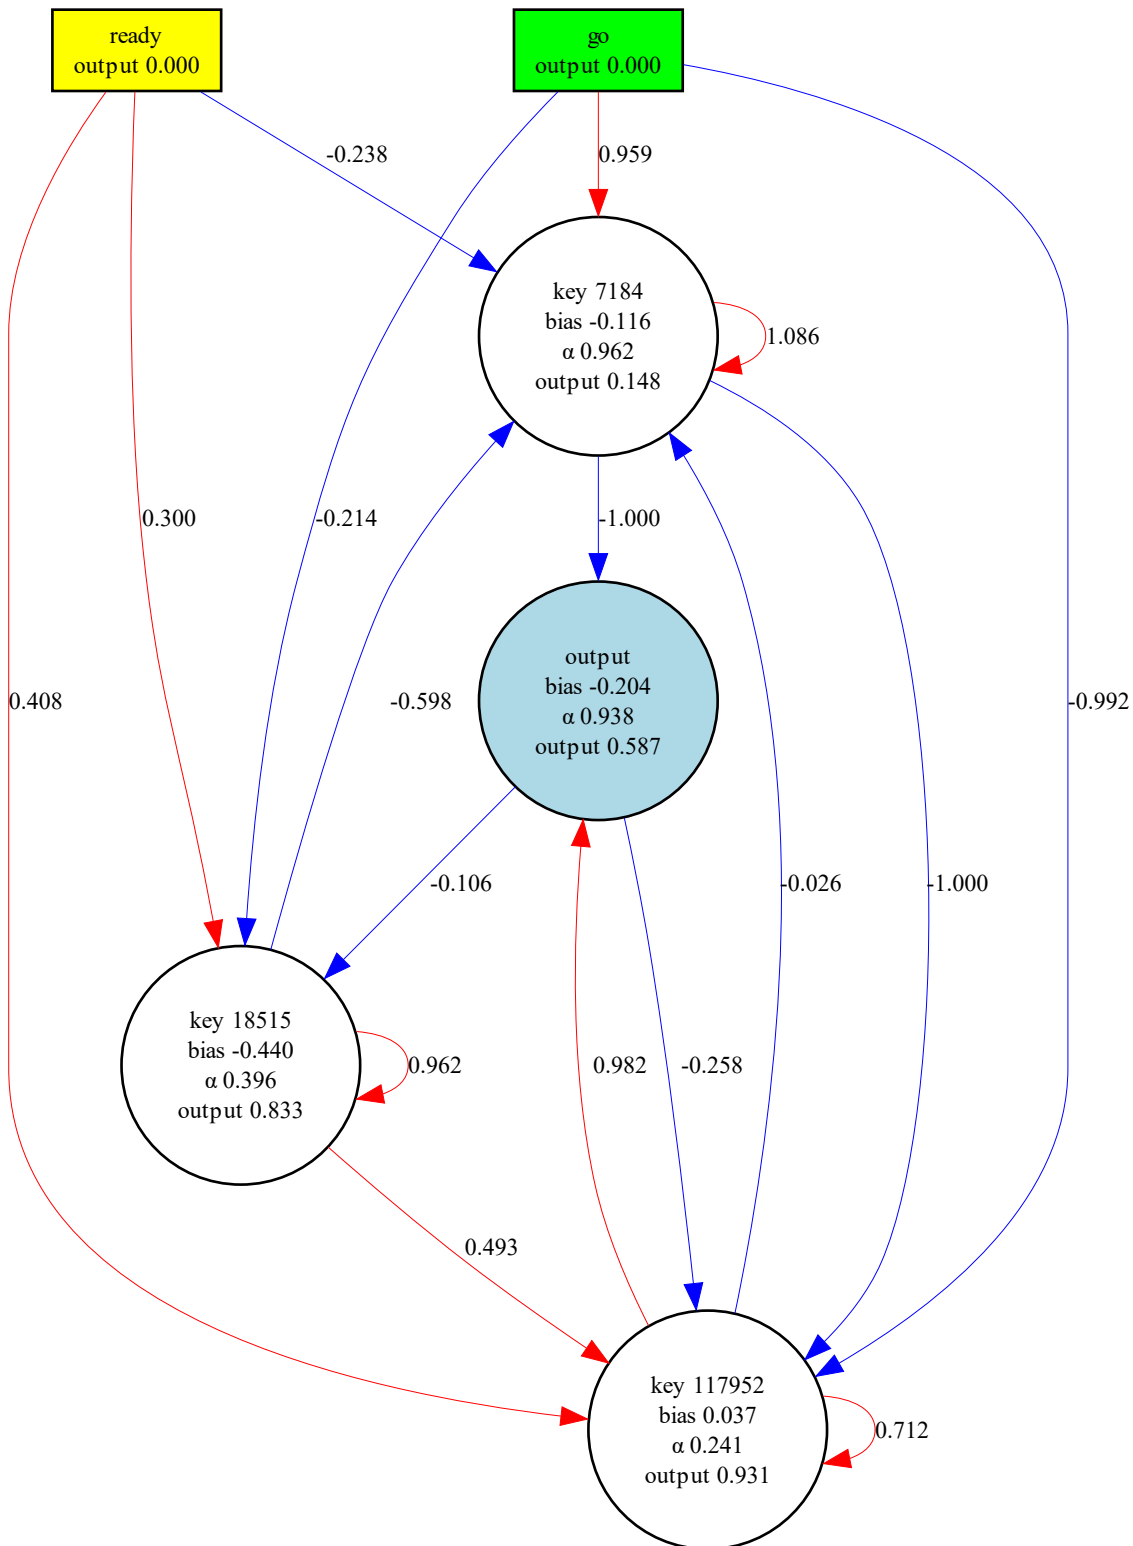 ready
output 0.000
go
output 0.000
-0.238
0.959
key 7184
bias -0.116
α 0.962
output 0.148
1.086
0.300
-0.214
-1.000
output
bias -0.204
α 0.938
output 0.587
0.408
-0.598
-0.992
-0.106
-0.026
-1.000
key 18515
bias -0.440
α 0.396
output 0.833
0.962
0.982
-0.258
0.493
key 117952
bias 0.037
α 0.241
output 0.931
0.712